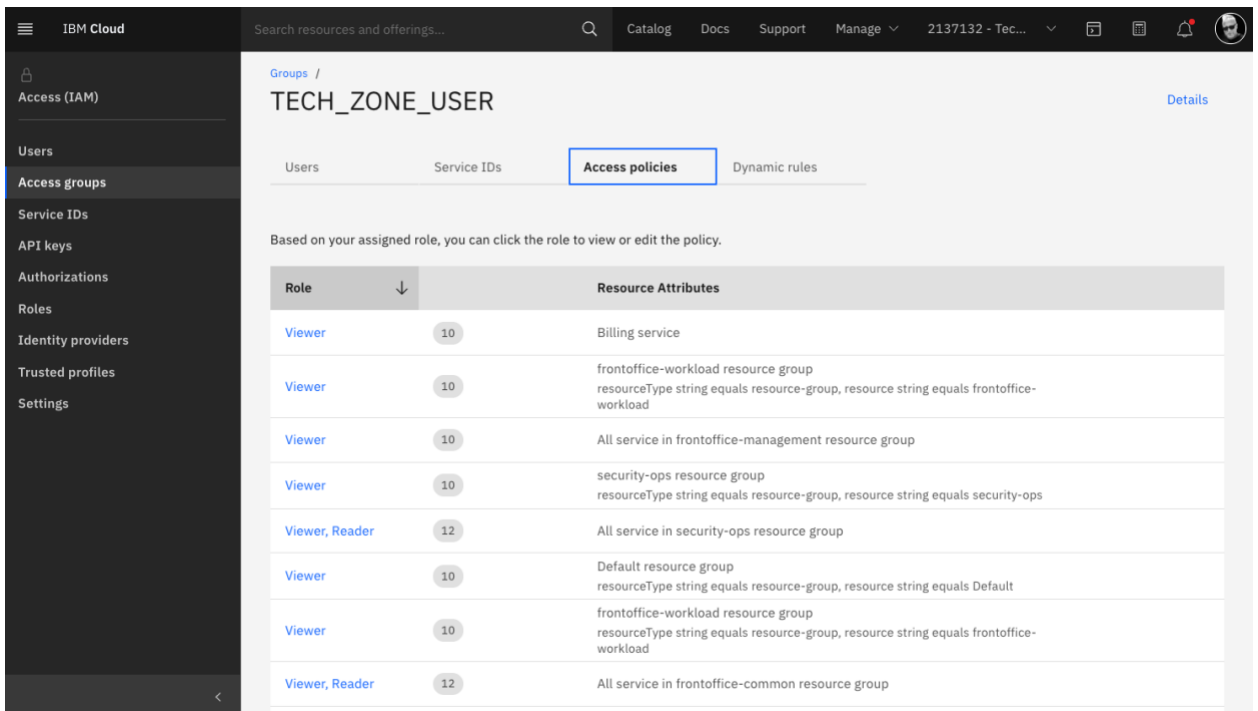 IBM Cloud
Search resources and offerings...
Catalog
Docs
Support
Manage
2137132 - Tec...
Access (IAM)
Users
Access groups
Service IDs
API keys
Authorizations
Roles
Identity providers
Trusted profiles
Settings
Groups /
TECH_ZONE_USER
Details
Users
Service IDs
Access policies
Dynamic rules
Based on your assigned role, you can click the role to view or edit the policy.
Role
Resource Attributes
Viewer 10 Billing service
Viewer 10 frontoffice-workload resource group
resourceType string equals resource-group, resource string equals frontoffice-
workload
Viewer 10 All service in frontoffice-management resource group
Viewer 10 security-ops resource group
resourceType string equals resource-group, resource string equals security-ops
Viewer, Reader 12 All service in security-ops resource group
Viewer 10 Default resource group
resourceType string equals resource-group, resource string equals Default
Viewer 10 frontoffice-workload resource group
resourceType string equals resource-group, resource string equals frontoffice-
workload
Viewer, Reader 12 All service in frontoffice-common resource group